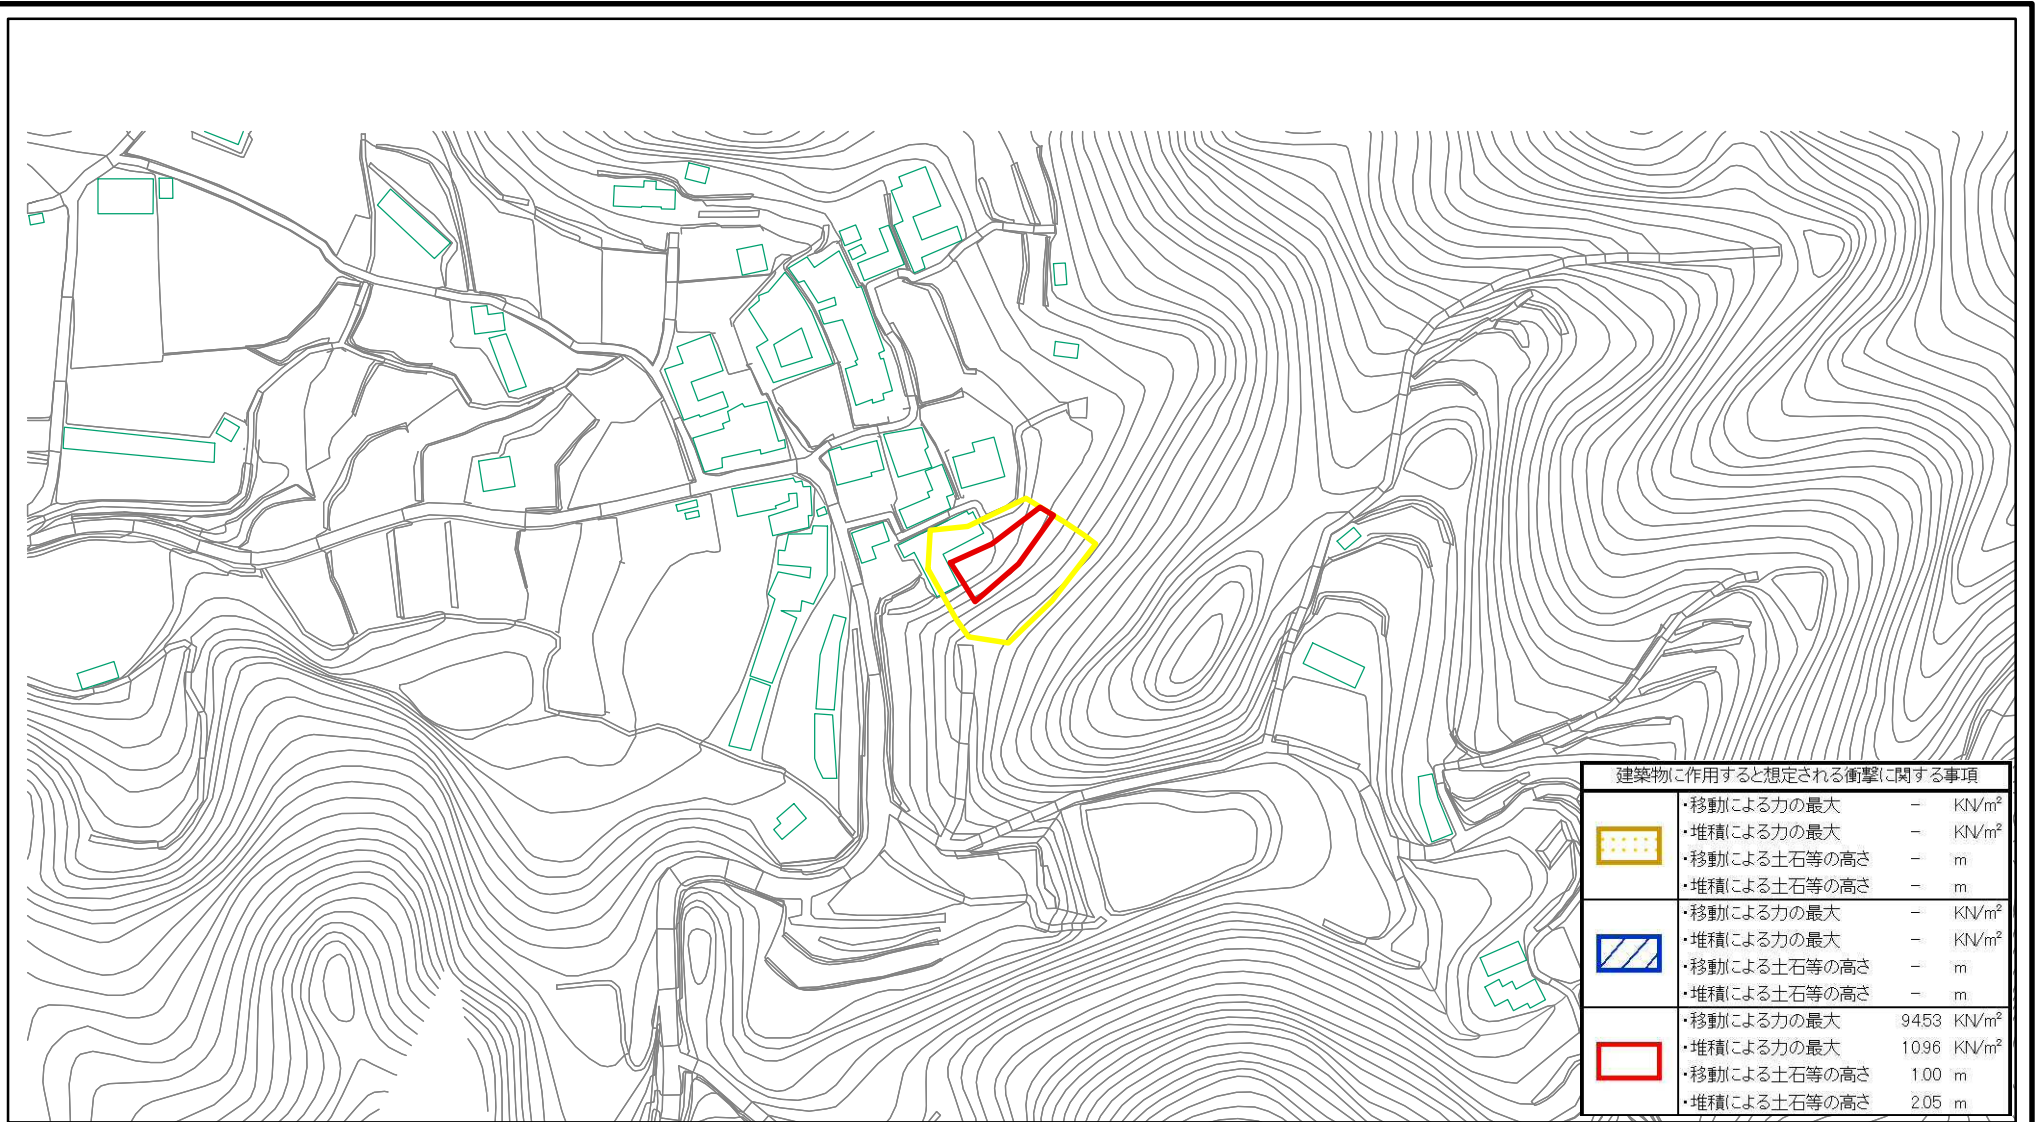 建築物に作用すると想定される衝撃に関する事項
・移動による力の最大 － KN/m²
・堆積による力の最大 － KN/m²
・移動による土石等の高さ － m
・堆積による土石等の高さ － m
・移動による力の最大 － KN/m²
・堆積による力の最大 － KN/m²
・移動による土石等の高さ － m
・堆積による土石等の高さ － m
・移動による力の最大 94.53 KN/m²
・堆積による力の最大 10.96 KN/m²
・移動による土石等の高さ 1.00 m
・堆積による土石等の高さ 2.05 m